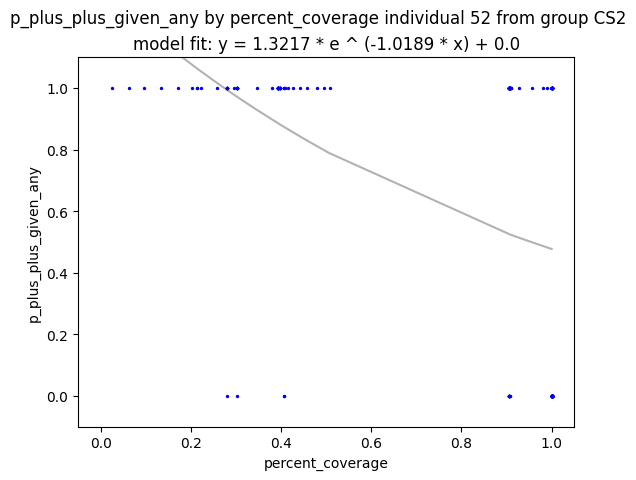 p_plus_plus_given_any by percent_coverage individual 52 from group CS2
model fit: y = 1.3217 * e ^ (-1.0189 * x) + 0.0
1.0
0.8
0.6
0.4
0.2
0.0
p_plus_plus_given_any
0.0 0.2 0.4 0.6 0.8 1.0
percent_coverage